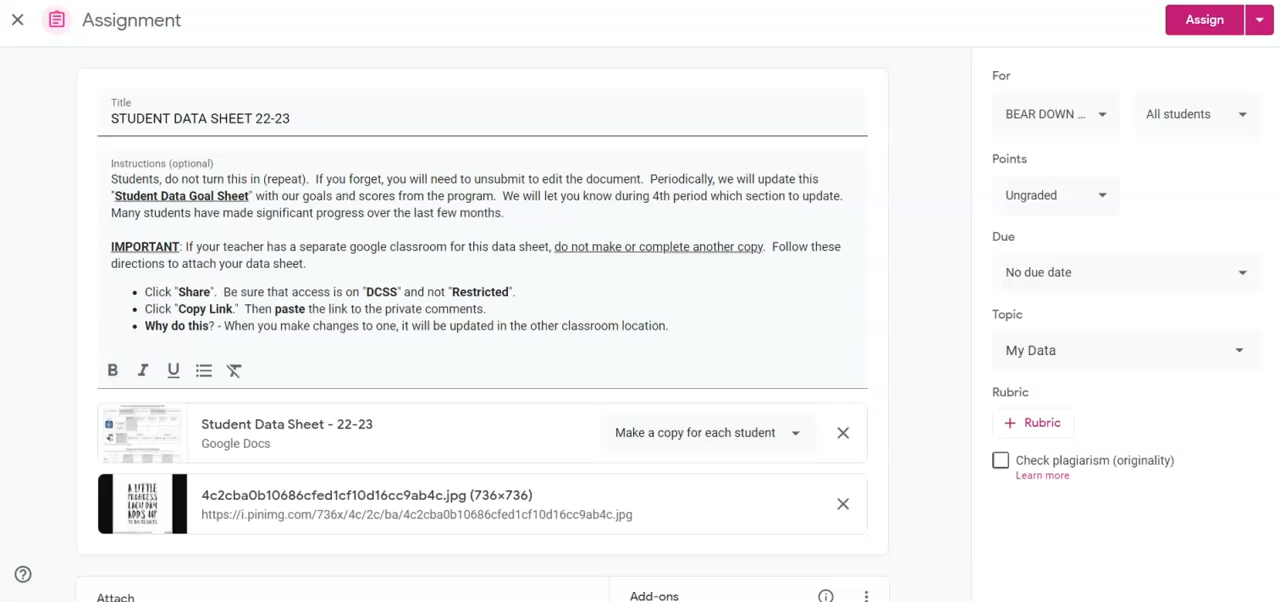 Assignment
Assign
Title
STUDENT DATA SHEET 22-23
Instructions (optional)
Students, do not turn this in (repeat).  If you forget, you will need to unsubmit to edit the document.  Periodically, we will update this
"Student Data Goal Sheet" with our goals and scores from the program.  We will let you know during 4th period which section to update.
Many students have made significant progress over the last few months.
IMPORTANT: If your teacher has a separate google classroom for this data sheet, do not make or complete another copy.  Follow these
directions to attach your data sheet.
• Click "Share".  Be sure that access is on "DCSS" and not "Restricted".
• Click "Copy Link."  Then paste the link to the private comments.
• Why do this? - When you make changes to one, it will be updated in the other classroom location.
B I U
Student Data Sheet - 22-23
Google Docs
Make a copy for each student
A LITTLE
PROGRESS
EACH DAY
ADDS UP
4c2cba0b10686cfed1cf10d16cc9ab4c.jpg (736×736)
https://i.pinimg.com/736x/4c/2c/ba/4c2cba0b10686cfed1cf10d16cc9ab4c.jpg
Attach
Add-ons
For
BEAR DOWN ...
All students
Points
Ungraded
Due
No due date
Topic
My Data
Rubric
+ Rubric
Check plagiarism (originality)
Learn more